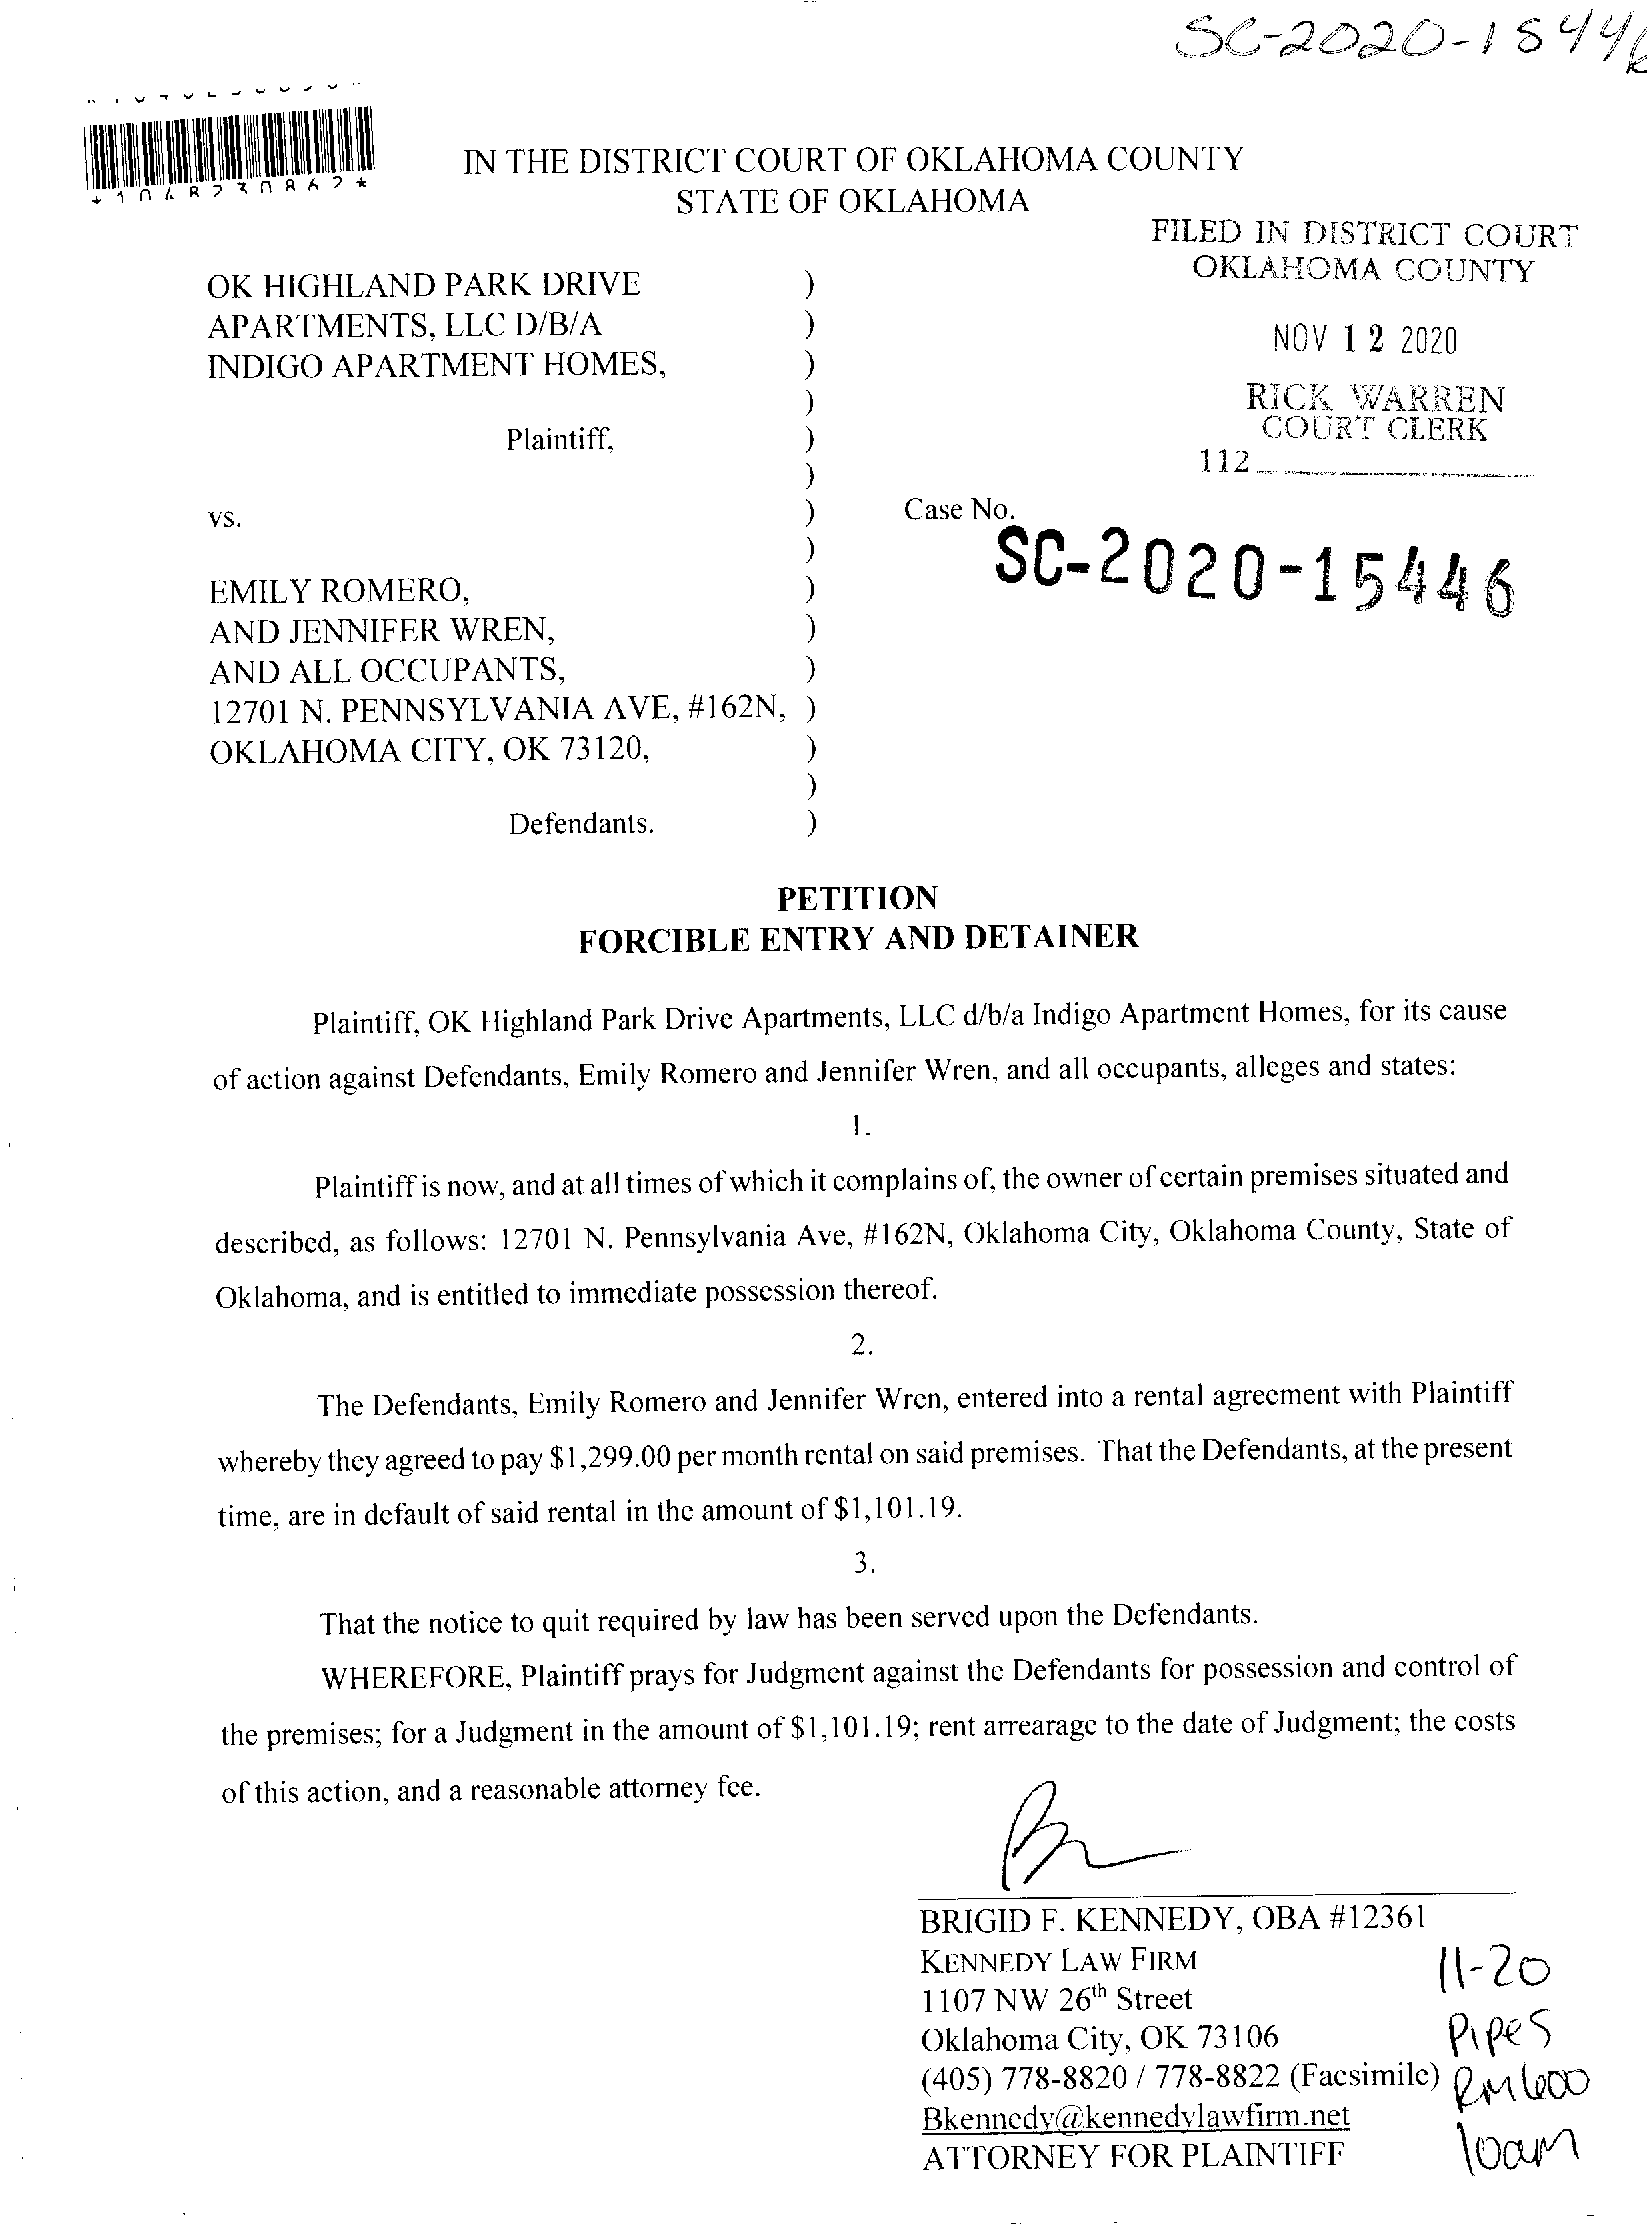 SC-2020-15446
IN THE DISTRICT COURT OF OKLAHOMA COUNTY
STATE OF OKLAHOMA
FILED IN DISTRICT COURT
OKLAHOMA COUNTY
NOV 12 2020
RICK WARREN
COURT CLERK
112
OK HIGHLAND PARK DRIVE )
APARTMENTS, LLC D/B/A )
INDIGO APARTMENT HOMES, )
)
Plaintiff, )
)
vs. ) Case No.
SC-2020-15446
)
EMILY ROMERO, )
AND JENNIFER WREN, )
AND ALL OCCUPANTS, )
12701 N. PENNSYLVANIA AVE, #162N, )
OKLAHOMA CITY, OK 73120, )
)
Defendants. )
PETITION
FORCIBLE ENTRY AND DETAINER
Plaintiff, OK Highland Park Drive Apartments, LLC d/b/a Indigo Apartment Homes, for its cause
of action against Defendants, Emily Romero and Jennifer Wren, and all occupants, alleges and states:
1.
Plaintiff is now, and at all times of which it complains of, the owner of certain premises situated and
described, as follows: 12701 N. Pennsylvania Ave, #162N, Oklahoma City, Oklahoma County, State of
Oklahoma, and is entitled to immediate possession thereof.
2.
The Defendants, Emily Romero and Jennifer Wren, entered into a rental agreement with Plaintiff
whereby they agreed to pay $1,299.00 per month rental on said premises. That the Defendants, at the present
time, are in default of said rental in the amount of $1,101.19.
3.
That the notice to quit required by law has been served upon the Defendants.
WHEREFORE, Plaintiff prays for Judgment against the Defendants for possession and control of
the premises; for a Judgment in the amount of $1,101.19; rent arrearage to the date of Judgment; the costs
of this action, and a reasonable attorney fee.
BRIGID F. KENNEDY, OBA #12361
KENNEDY LAW FIRM
1107 NW 26th Street
Oklahoma City, OK 73106
(405) 778-8820 / 778-8822 (Facsimile)
Bkennedy@kennedylawfirm.net
ATTORNEY FOR PLAINTIFF
11-20
Pipes
Rm 600
10am